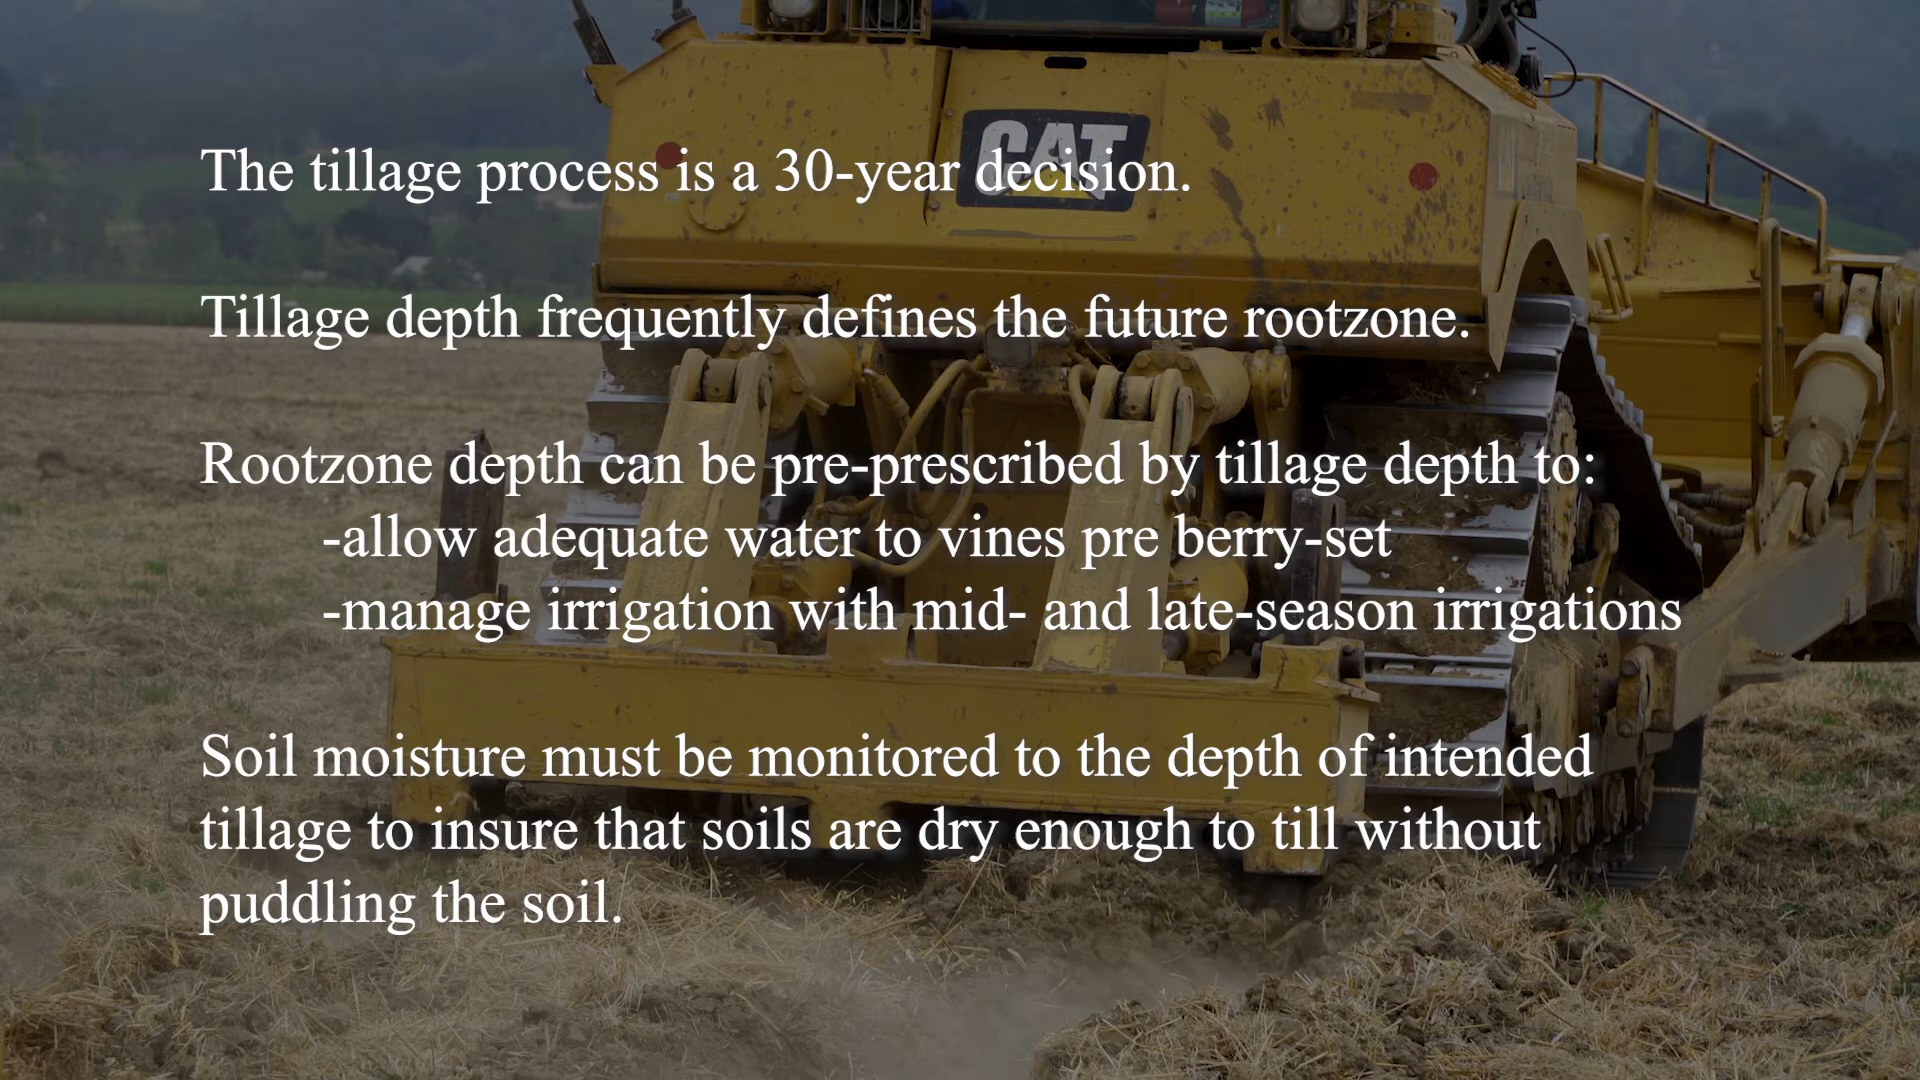 CAT
The tillage process is a 30-year decision.
Tillage depth frequently defines the future rootzone.
Rootzone depth can be pre-prescribed by tillage depth to:
-allow adequate water to vines pre berry-set
-manage irrigation with mid- and late-season irrigations
Soil moisture must be monitored to the depth of intended
tillage to insure that soils are dry enough to till without
puddling the soil.